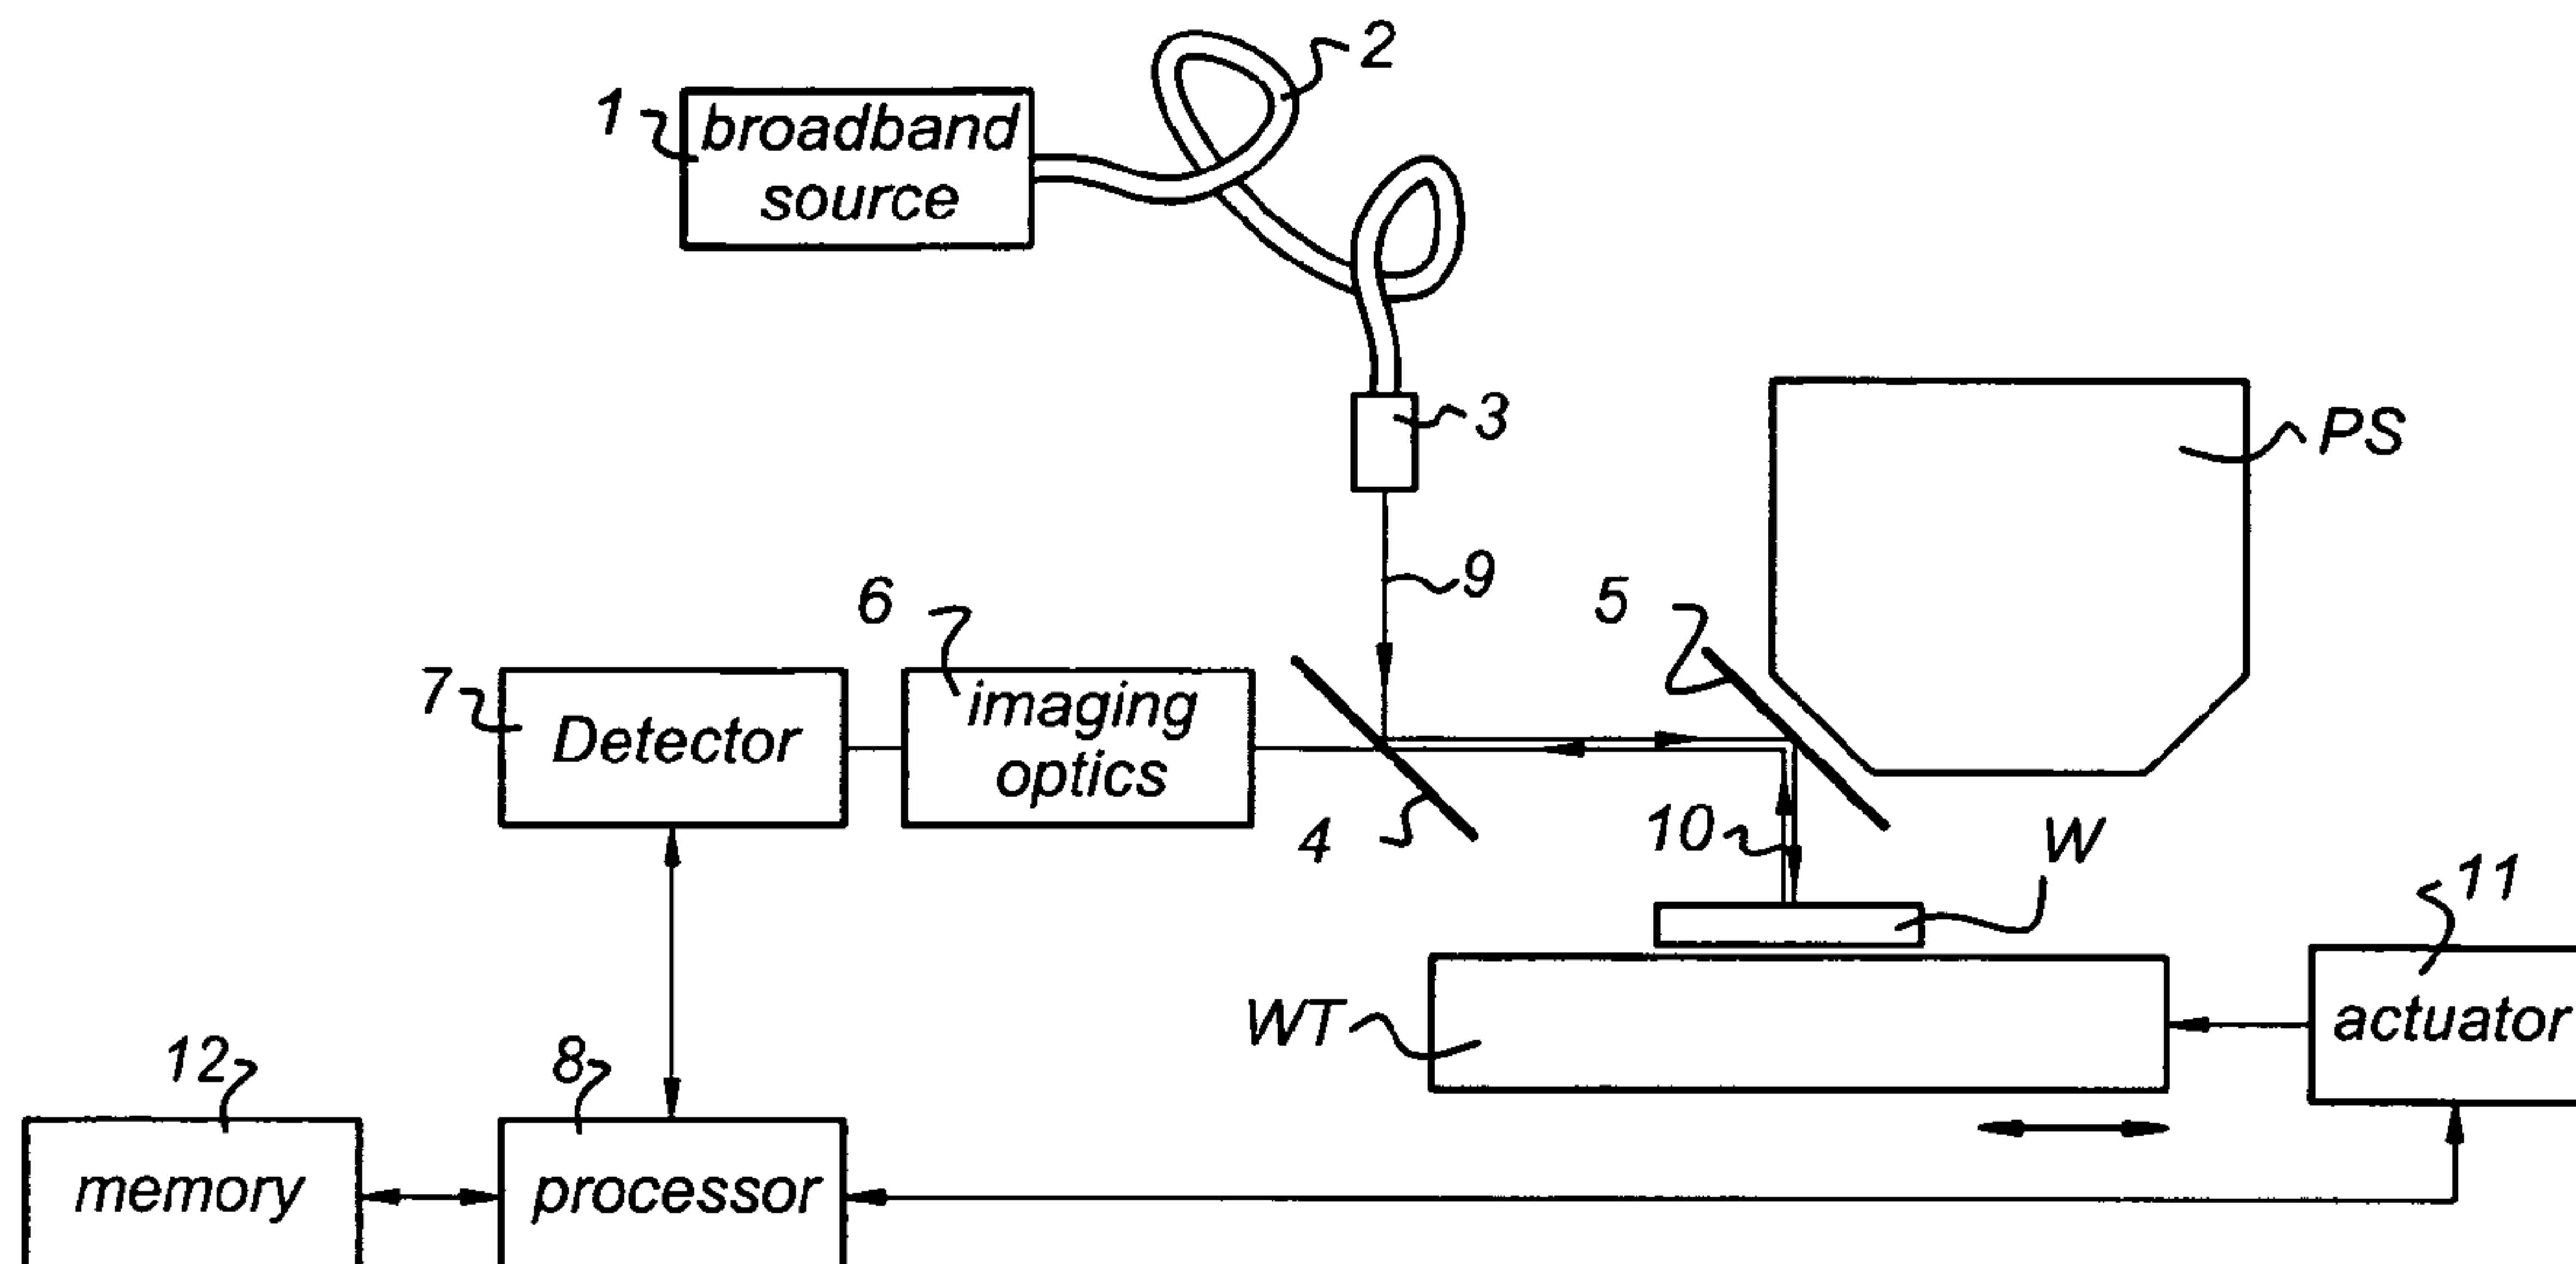 2
1
broadband
source
3
PS
9
6
5
7
Detector
imaging
optics
4
10
W
11
WT
actuator
12
8
memory
processor